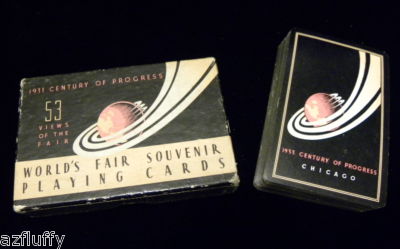 1933 CENTURY OF PROGRESS
53
VIEWS
OF THE
FAIR
WORLD'S FAIR SOUVENIR
PLAYING CARDS
1933 CENTURY OF PROGRESS
CHICAGO
azfluffy